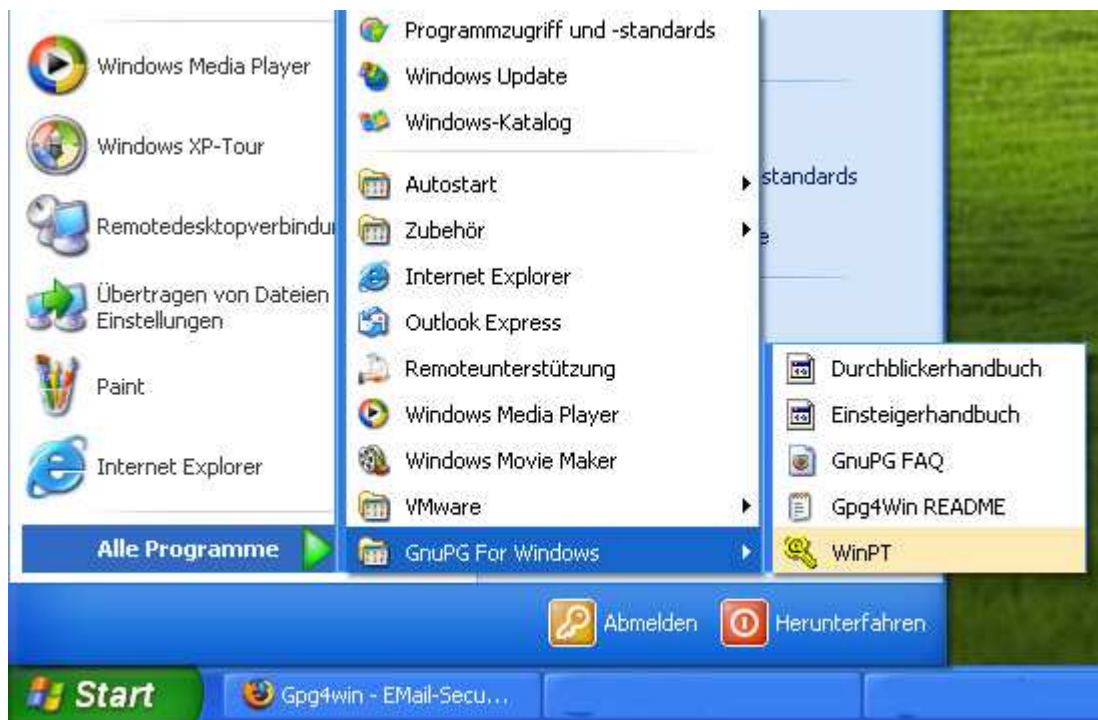 Windows Media Player
Windows XP-Tour
Remotedesktopverbindu
Übertragen von Dateien
Einstellungen
Paint
Internet Explorer
Alle Programme
Programmzugriff und -standards
Windows Update
Windows-Katalog
Autostart
Zubehör
Internet Explorer
Outlook Express
Remoteunterstützung
Windows Media Player
Windows Movie Maker
VMware
GnuPG For Windows
standards
e
Durchblickerhandbuch
Einsteigerhandbuch
GnuPG FAQ
Gpg4Win README
WinPT
Abmelden
Herunterfahren
Start
Gpg4win - EMail-Secu...